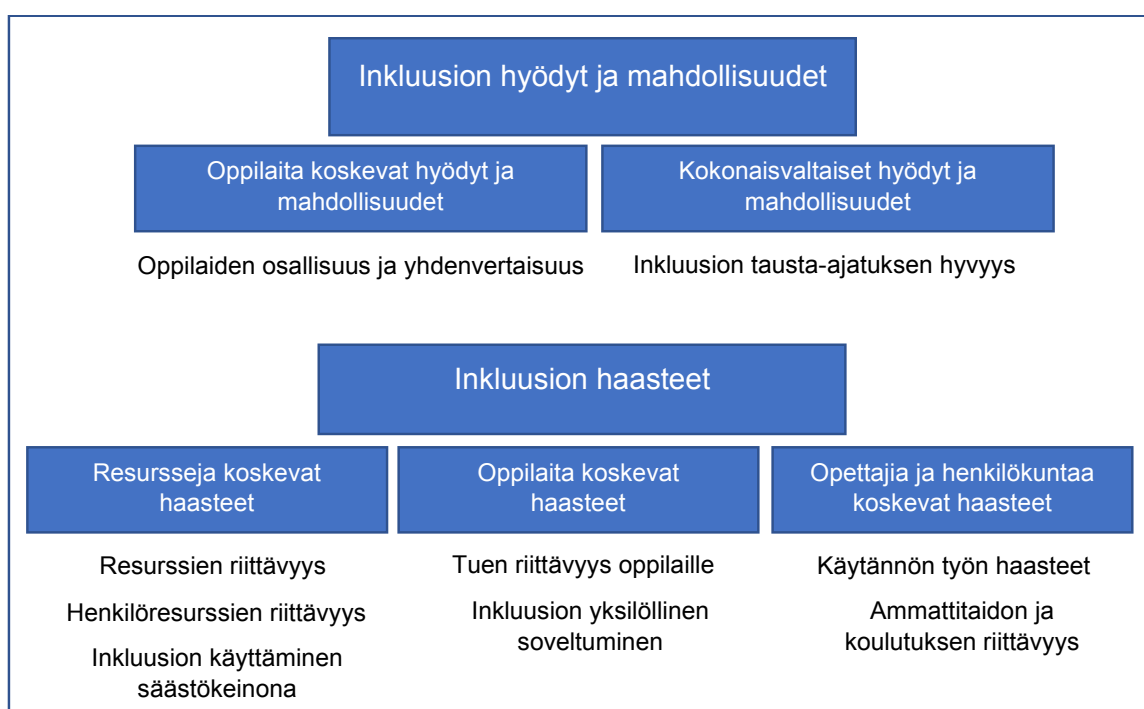 Inkluusion hyödyt ja mahdollisuudet
Oppilaita koskevat hyödyt ja
mahdollisuudet
Kokonaisvaltaiset hyödyt ja
mahdollisuudet
Oppilaiden osallisuus ja yhdenvertaisuus
Inkluusion tausta-ajatuksen hyvyys
Inkluusion haasteet
Resursseja koskevat
haasteet
Oppilaita koskevat
haasteet
Opettajia ja henkilökuntaa
koskevat haasteet
Resurssien riittävyys
Henkilöresurssien riittävyys
Inkluusion käyttäminen
säästökeinona
Tuen riittävyys oppilaille
Inkluusion yksilöllinen
soveltuminen
Käytännön työn haasteet
Ammattitaidon ja
koulutuksen riittävyys